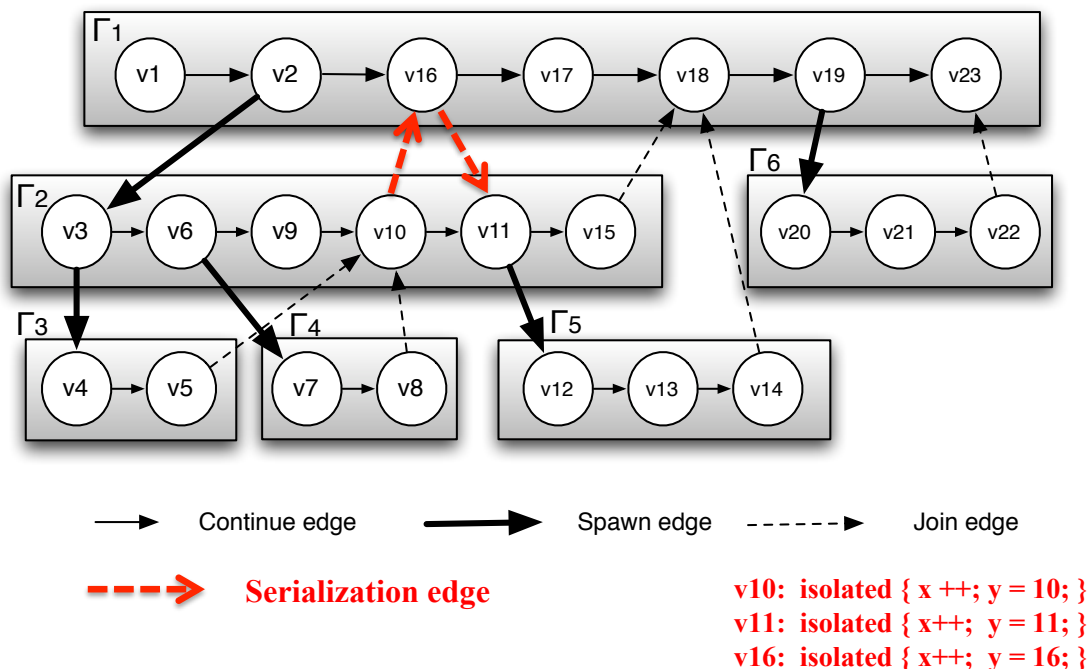 Γ1
v1 v2 v16 v17 v18 v19 v23
Γ2 Γ6
v3 v6 v9 v10 v11 v15 v20 v21 v22
Γ3 Γ4 Γ5
v4 v5 v7 v8 v12 v13 v14
Continue edge Spawn edge Join edge
Serialization edge
v10: isolated { x ++; y = 10; }
v11: isolated { x++; y = 11; }
v16: isolated { x++; y = 16; }